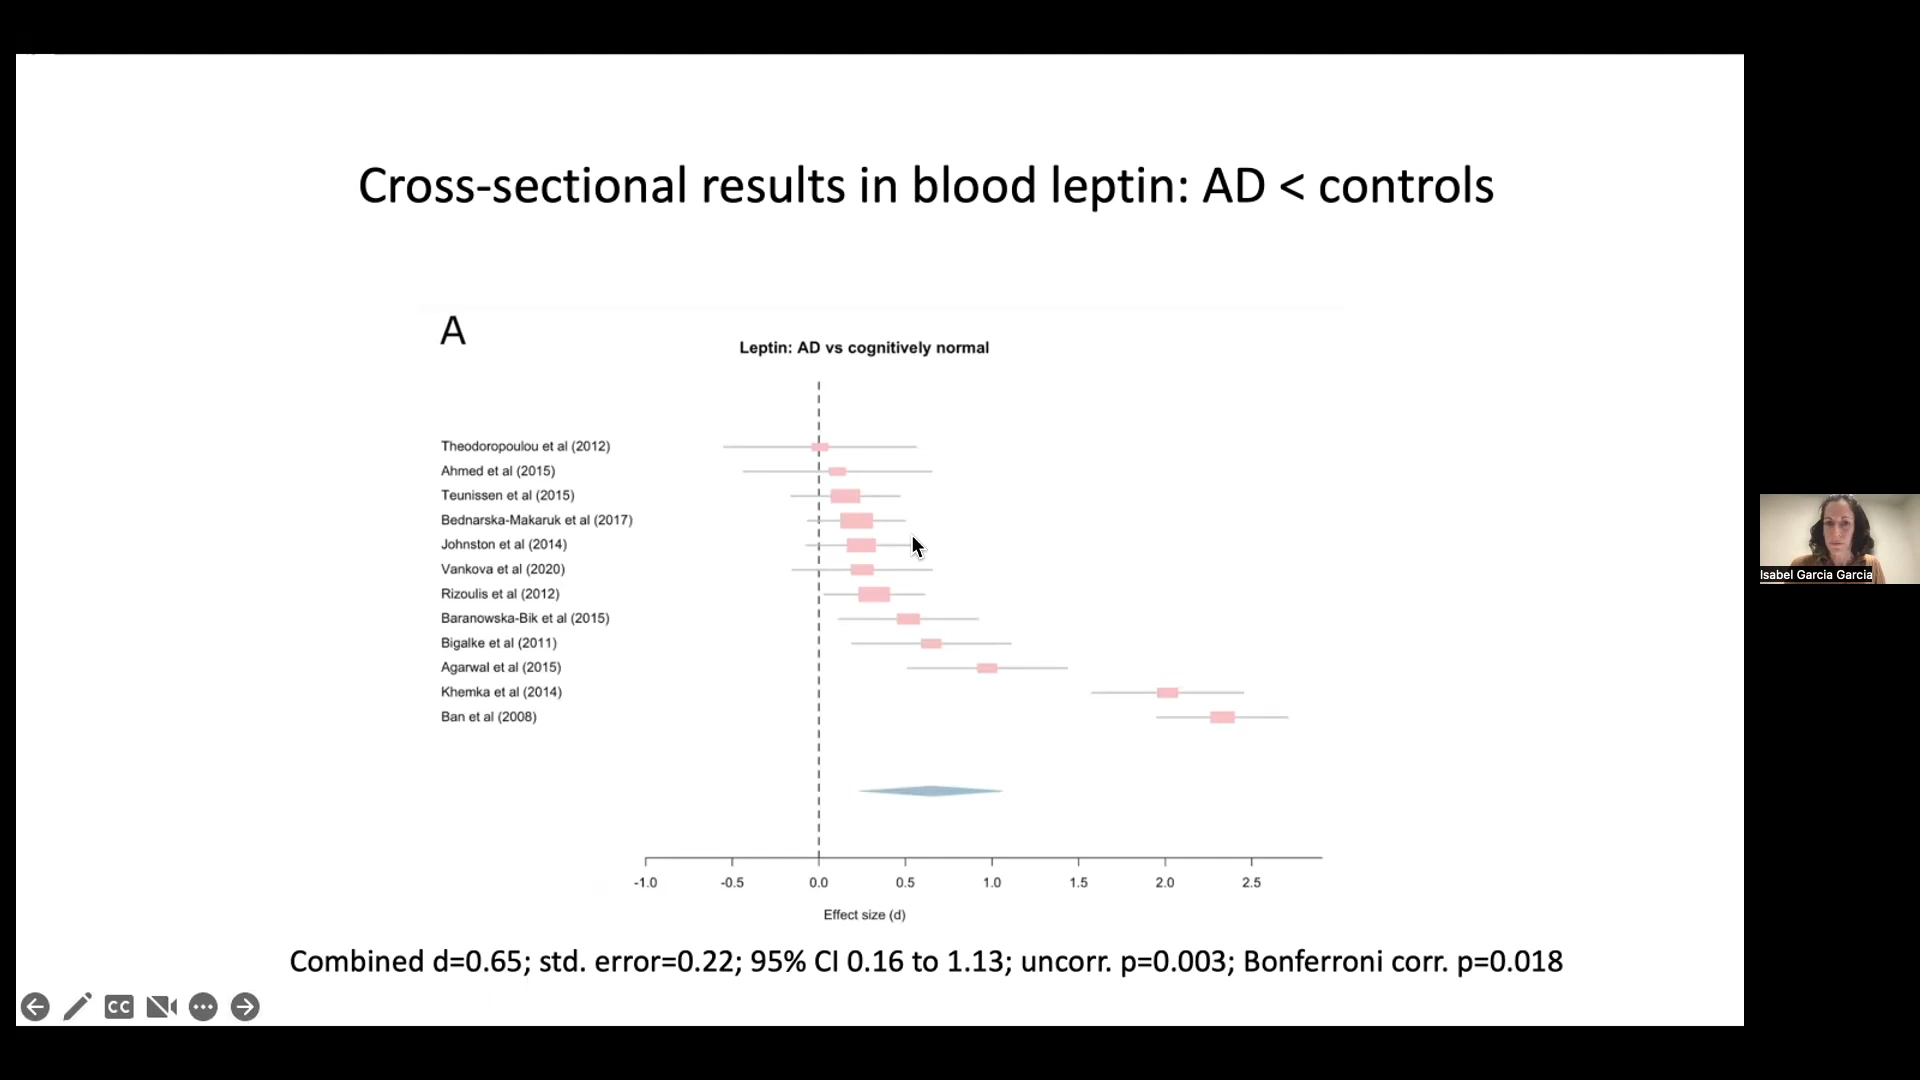 Cross-sectional results in blood leptin: AD < controls
A
Leptin: AD vs cognitively normal
Theodoropoulou et al (2012)
Ahmed et al (2015)
Teunissen et al (2015)
Bednarska-Makaruk et al (2017)
Johnston et al (2014)
Vankova et al (2020)
Rizoulis et al (2012)
Baranowska-Bik et al (2015)
Bigalke et al (2011)
Agarwal et al (2015)
Khemka et al (2014)
Ban et al (2008)
-1.0 -0.5 0.0 0.5 1.0 1.5 2.0 2.5
Effect size (d)
Combined d=0.65; std. error=0.22; 95% CI 0.16 to 1.13; uncorr. p=0.003; Bonferroni corr. p=0.018
CC
Isabel Garcia Garcia